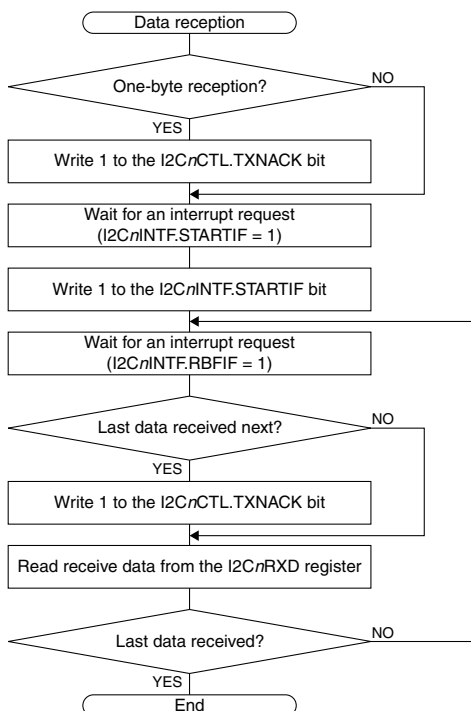 Data reception
One-byte reception?
NO
YES
Write 1 to the I2CnCTL.TXNACK bit
Wait for an interrupt request
(I2CnINTF.STARTIF = 1)
Write 1 to the I2CnINTF.STARTIF bit
Wait for an interrupt request
(I2CnINTF.RBFIF = 1)
Last data received next?
NO
YES
Write 1 to the I2CnCTL.TXNACK bit
Read receive data from the I2CnRXD register
Last data received?
NO
YES
End